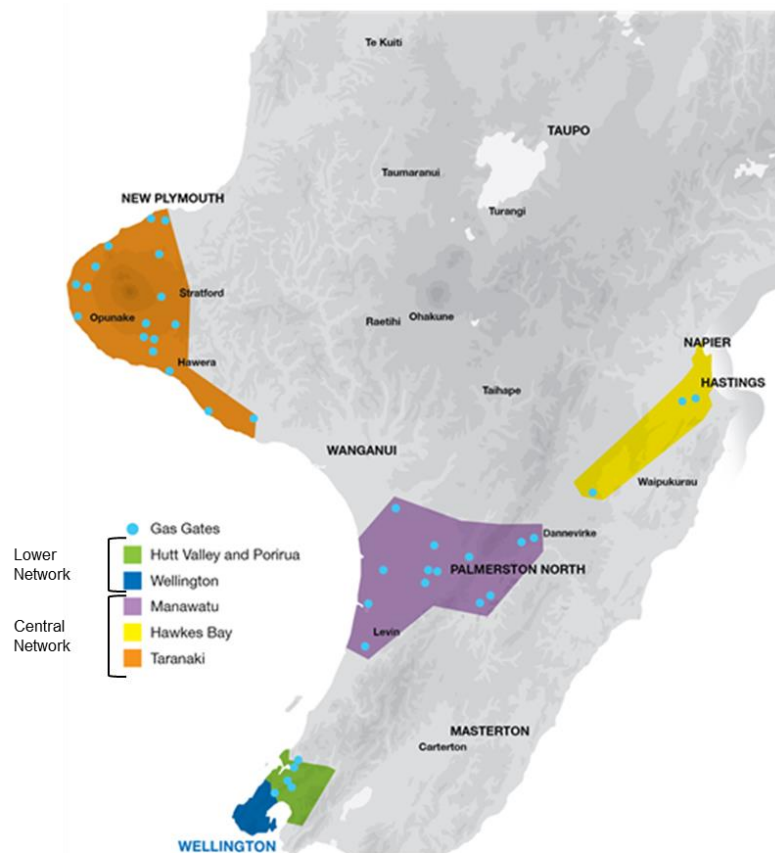 Te Kuiti
TAUPO
Taumaranui
NEW PLYMOUTH
Turangi
Stratford
Opunake
Raetihi
Ohakune
NAPIER
Hawera
HASTINGS
Taihape
WANGANUI
Waipukurau
Gas Gates
Dannevirke
Lower
Network
Hutt Valley and Porirua
PALMERSTON NORTH
Wellington
Manawatu
Central
Network
Hawkes Bay
Levin
Taranaki
MASTERTON
Carterton
WELLINGTON